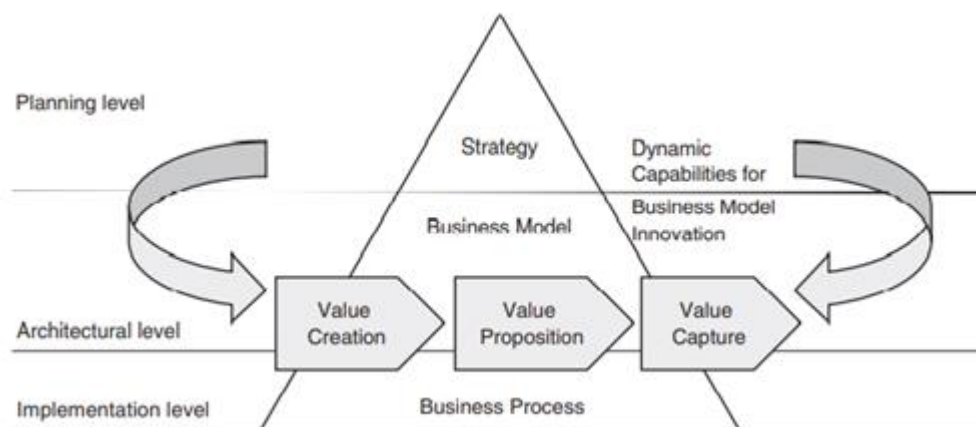 Planning level
Strategy
Dynamic
Capabilities for
Business Model
Innovation
Business Model
Value
Creation
Value
Proposition
Value
Capture
Architectural level
Implementation level
Business Process